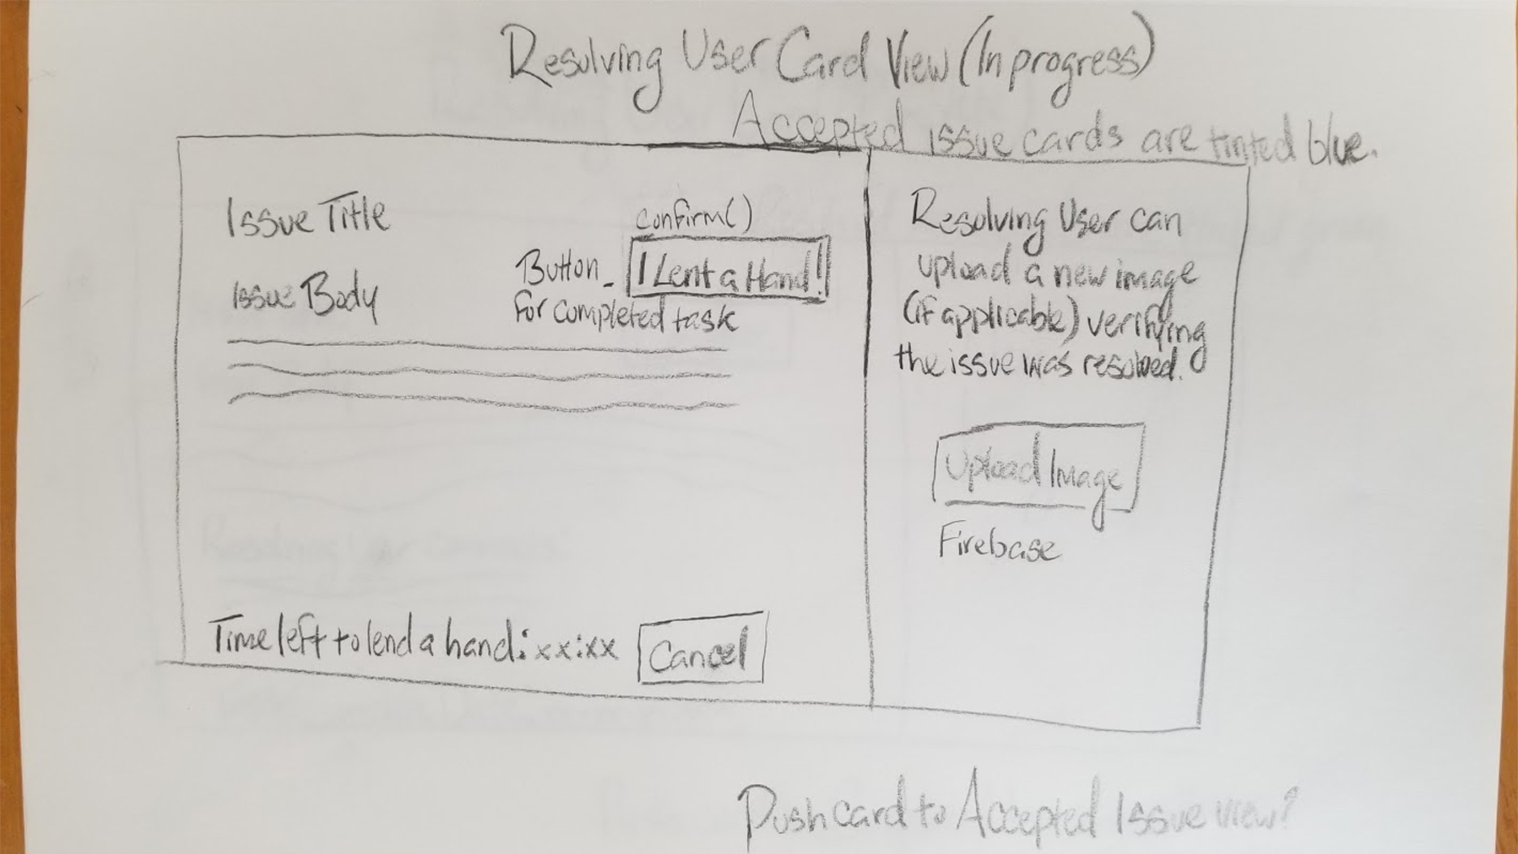 Resolving User Card View (In progress)
Accepted issue cards are tinted blue.
Issue Title
confirm()
Button_
I Lent a Hand!
for completed task
Issue Body
Time left to lend a hand: xx:xx
Cancel
Resolving User can
upload a new image
(if applicable) verifying
the issue was resolved.
Upload Image
Firebase
Push card to Accepted Issue view?